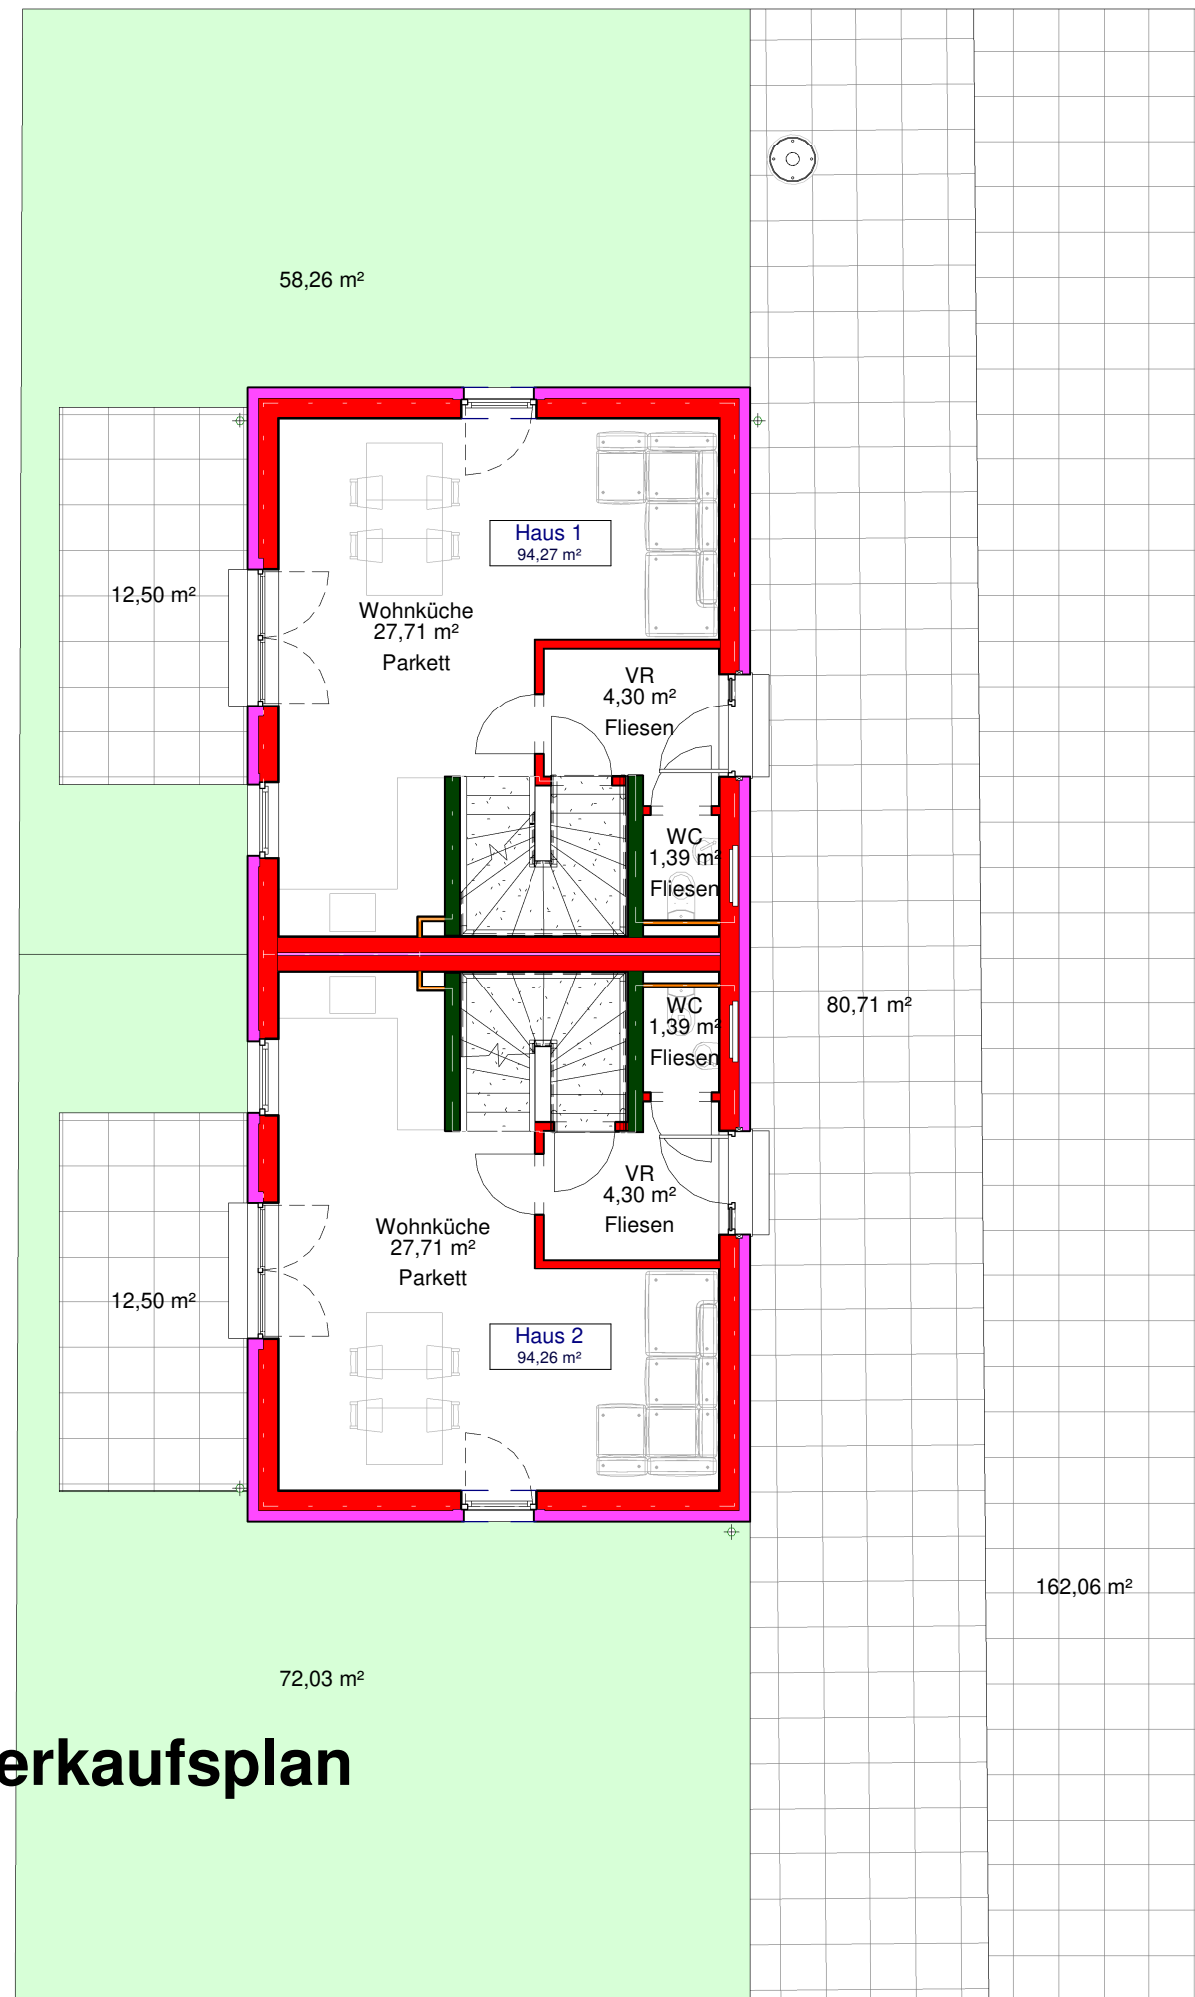 58,26 m²
Haus 1
94,27 m²
12,50 m²
Wohnküche
27,71 m²
Parkett
VR
4,30 m²
Fliesen
WC
1,39 m²
Fliesen
WC
1,39 m²
Fliesen
80,71 m²
VR
4,30 m²
Fliesen
Wohnküche
27,71 m²
Parkett
12,50 m²
Haus 2
94,26 m²
162,06 m²
72,03 m²
erkaufsplan